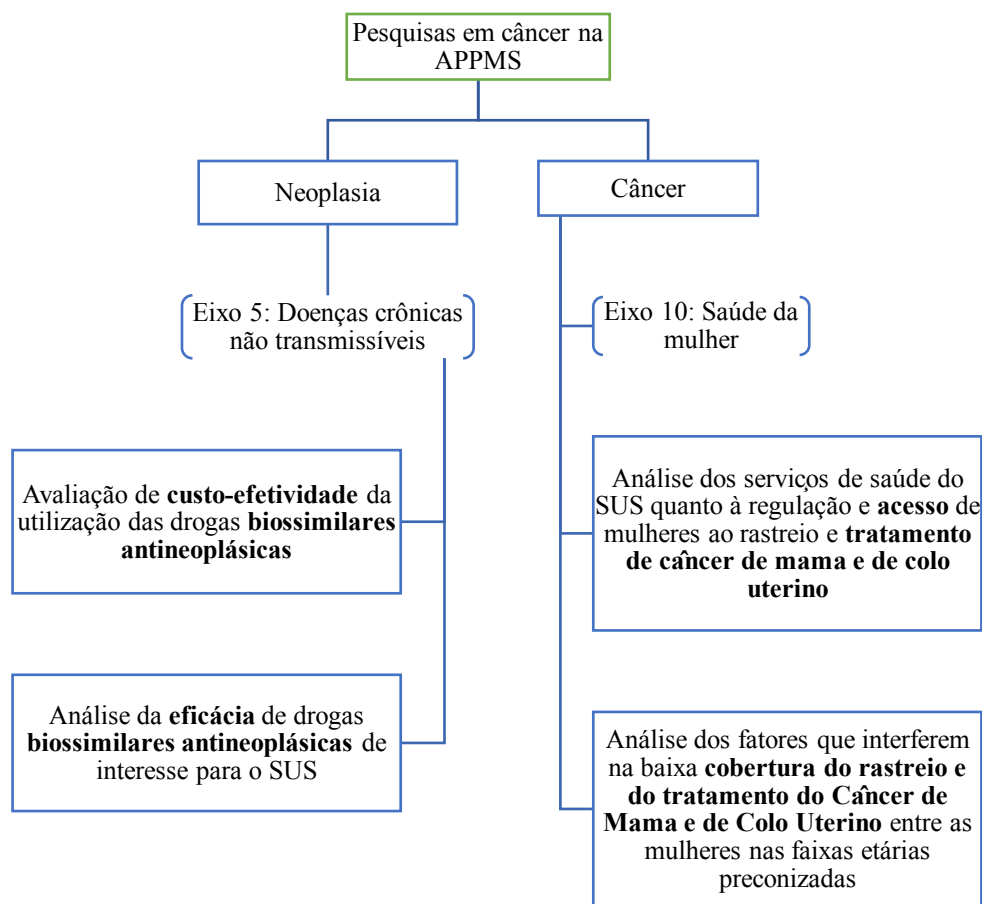 Pesquisas em câncer na
APPMS
Neoplasia
Câncer
Eixo 5: Doenças crônicas
não transmissíveis
Eixo 10: Saúde da
mulher
Avaliação de custo-efetividade da
utilização das drogas biossimilares
antineoplásicas
Análise dos serviços de saúde do
SUS quanto à regulação e acesso de
mulheres ao rastreio e tratamento
de câncer de mama e de colo
uterino
Análise da eficácia de drogas
biossimilares antineoplásicas de
interesse para o SUS
Análise dos fatores que interferem
na baixa cobertura do rastreio e
do tratamento do Câncer de
Mama e de Colo Uterino entre as
mulheres nas faixas etárias
preconizadas